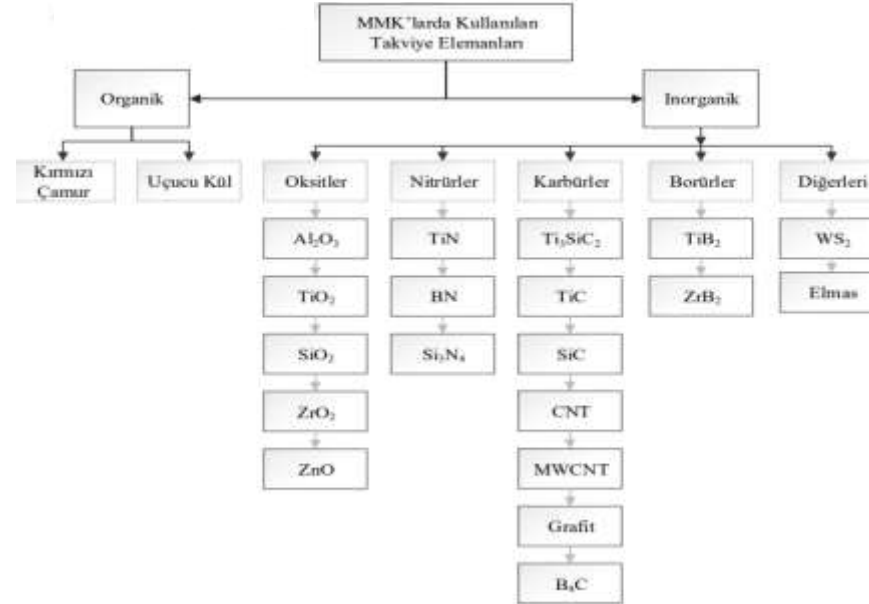 MMK'larda Kullanılan
Takviye Elemanları
Organik
Inorganik
Kırmızı
Çamur
Uçucu Kül
Oksitler
Nitrürler
Karbürler
Borürler
Diğerleri
Al₂O₃
TiN
Ti₃SiC₂
TiB₂
WS₂
TiO₂
BN
TiC
ZrB₂
Elmas
SiO₂
Si₃N₄
SiC
ZrO₂
CNT
ZnO
MWCNT
Grafit
B₄C